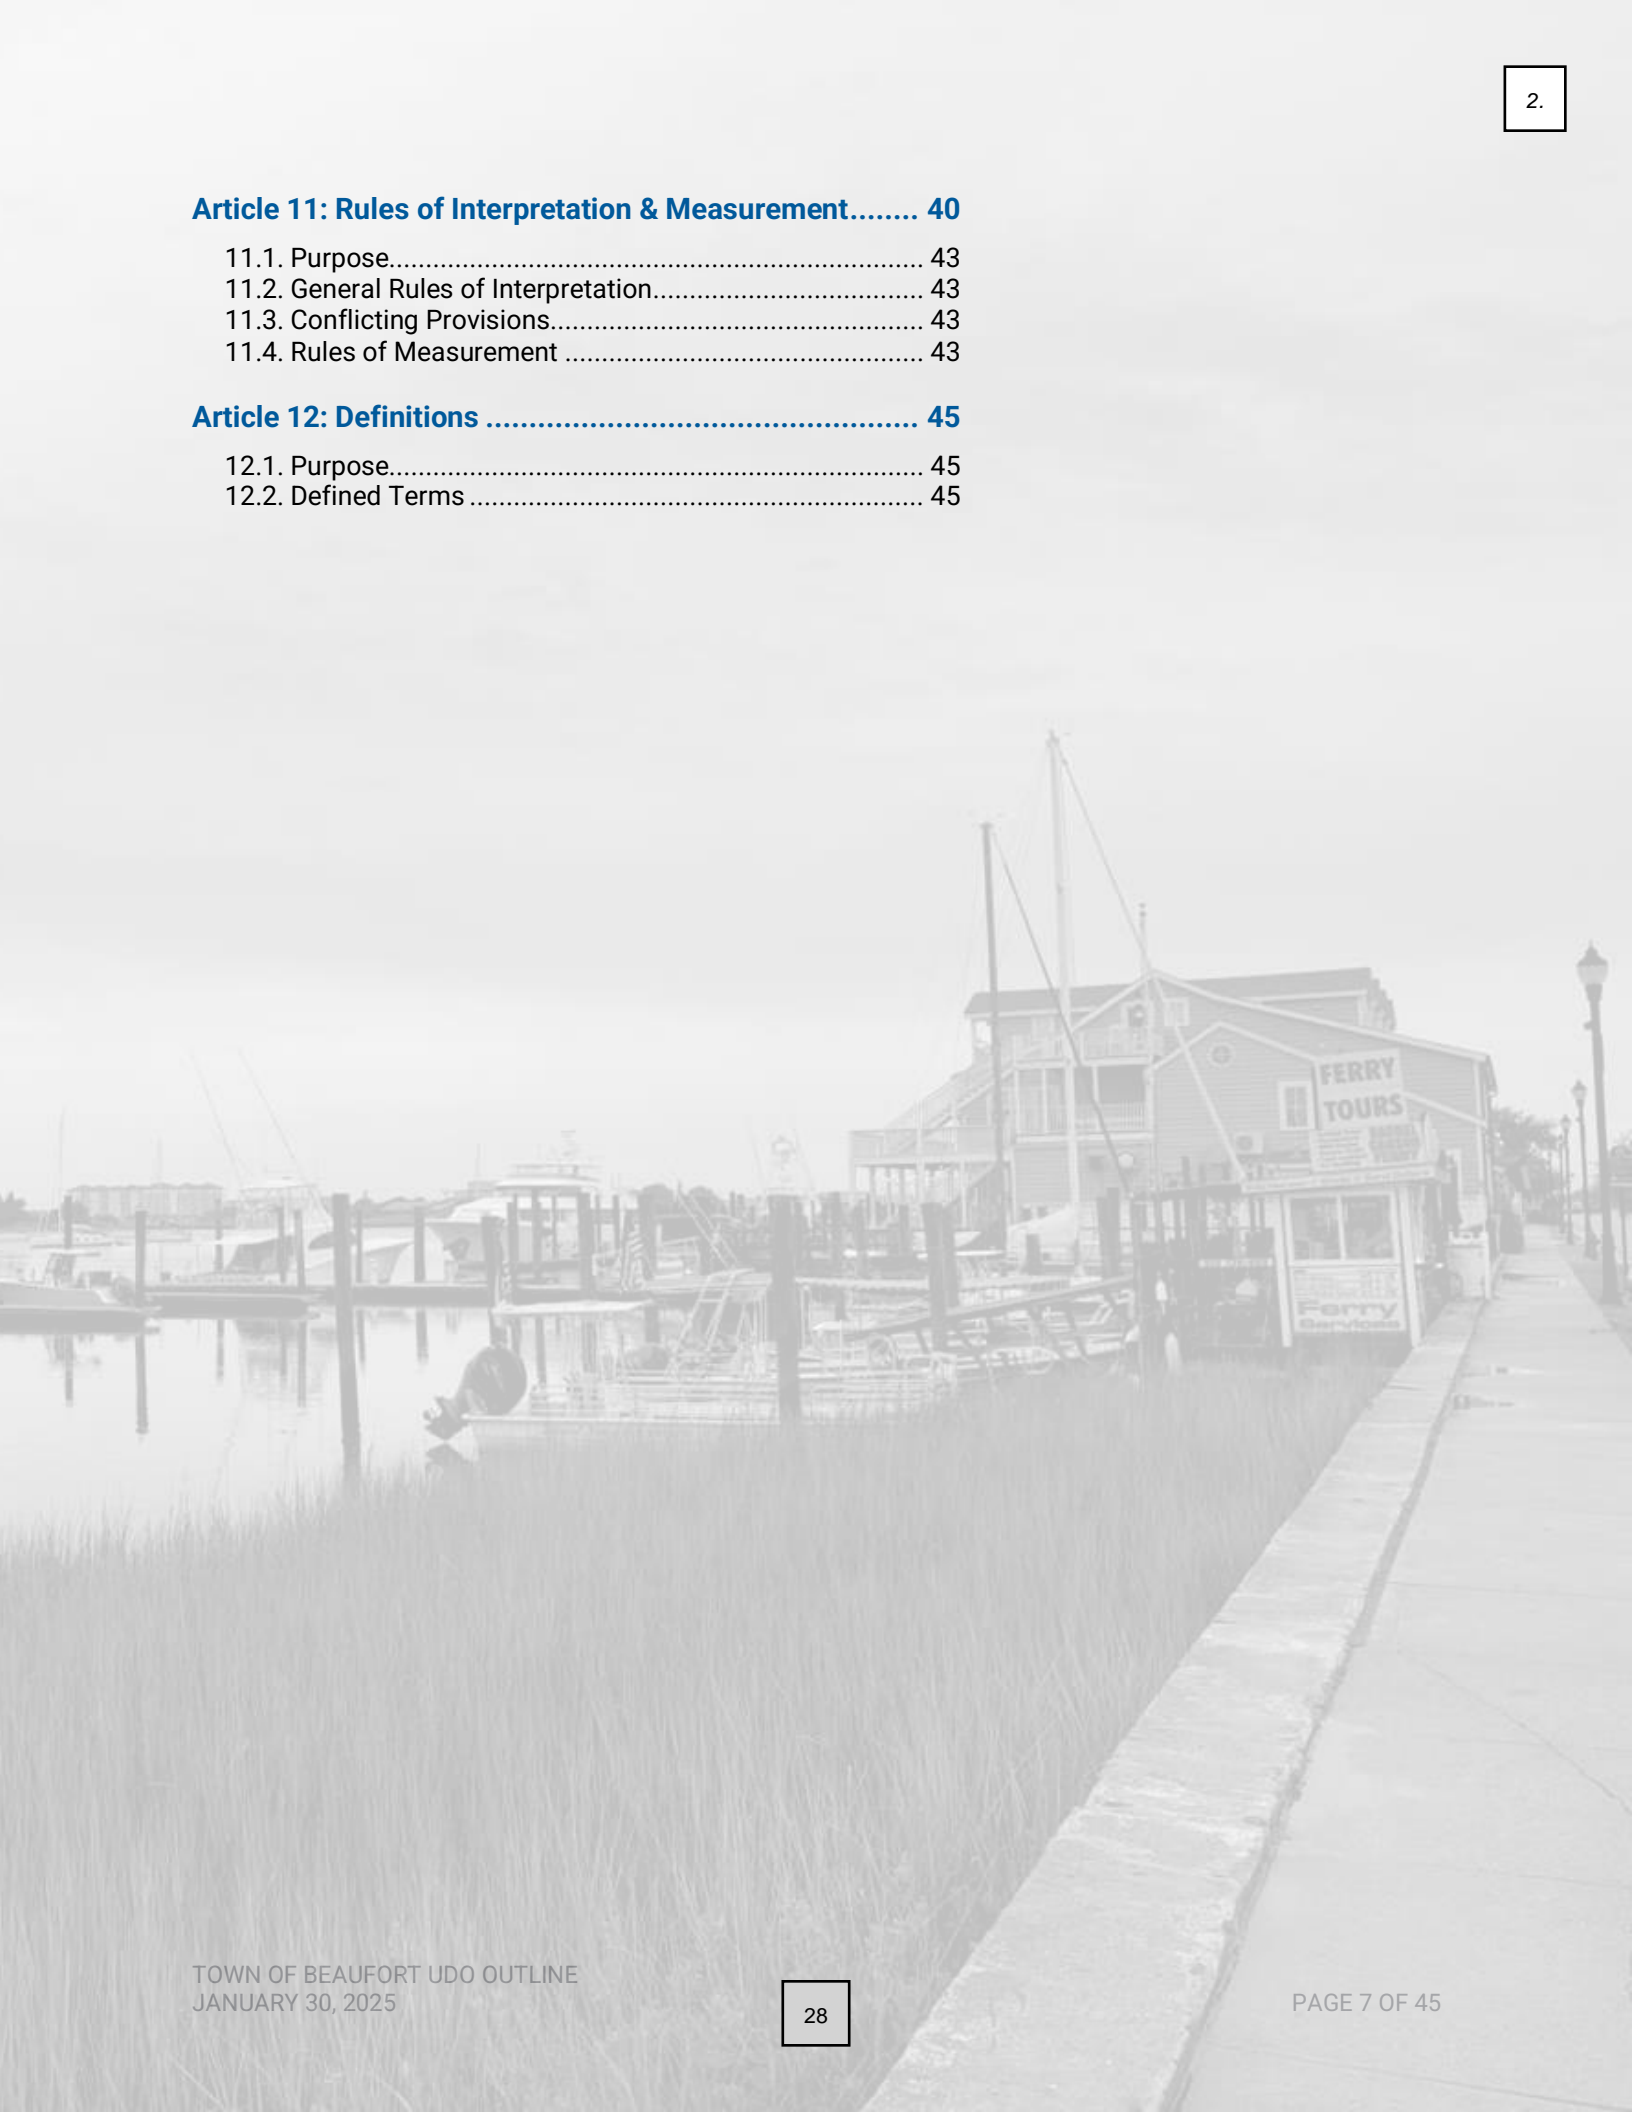 2.
Article 11: Rules of Interpretation & Measurement........ 40
11.1. Purpose........................................................................ 43
11.2. General Rules of Interpretation.................................... 43
11.3. Conflicting Provisions.................................................. 43
11.4. Rules of Measurement ................................................ 43
Article 12: Definitions .................................................. 45
12.1. Purpose........................................................................ 45
12.2. Defined Terms ............................................................. 45
FERRY
TOURS
Ferry
Services
TOWN OF BEAUFORT UDO OUTLINE
JANUARY 30, 2025
28
PAGE 7 OF 45